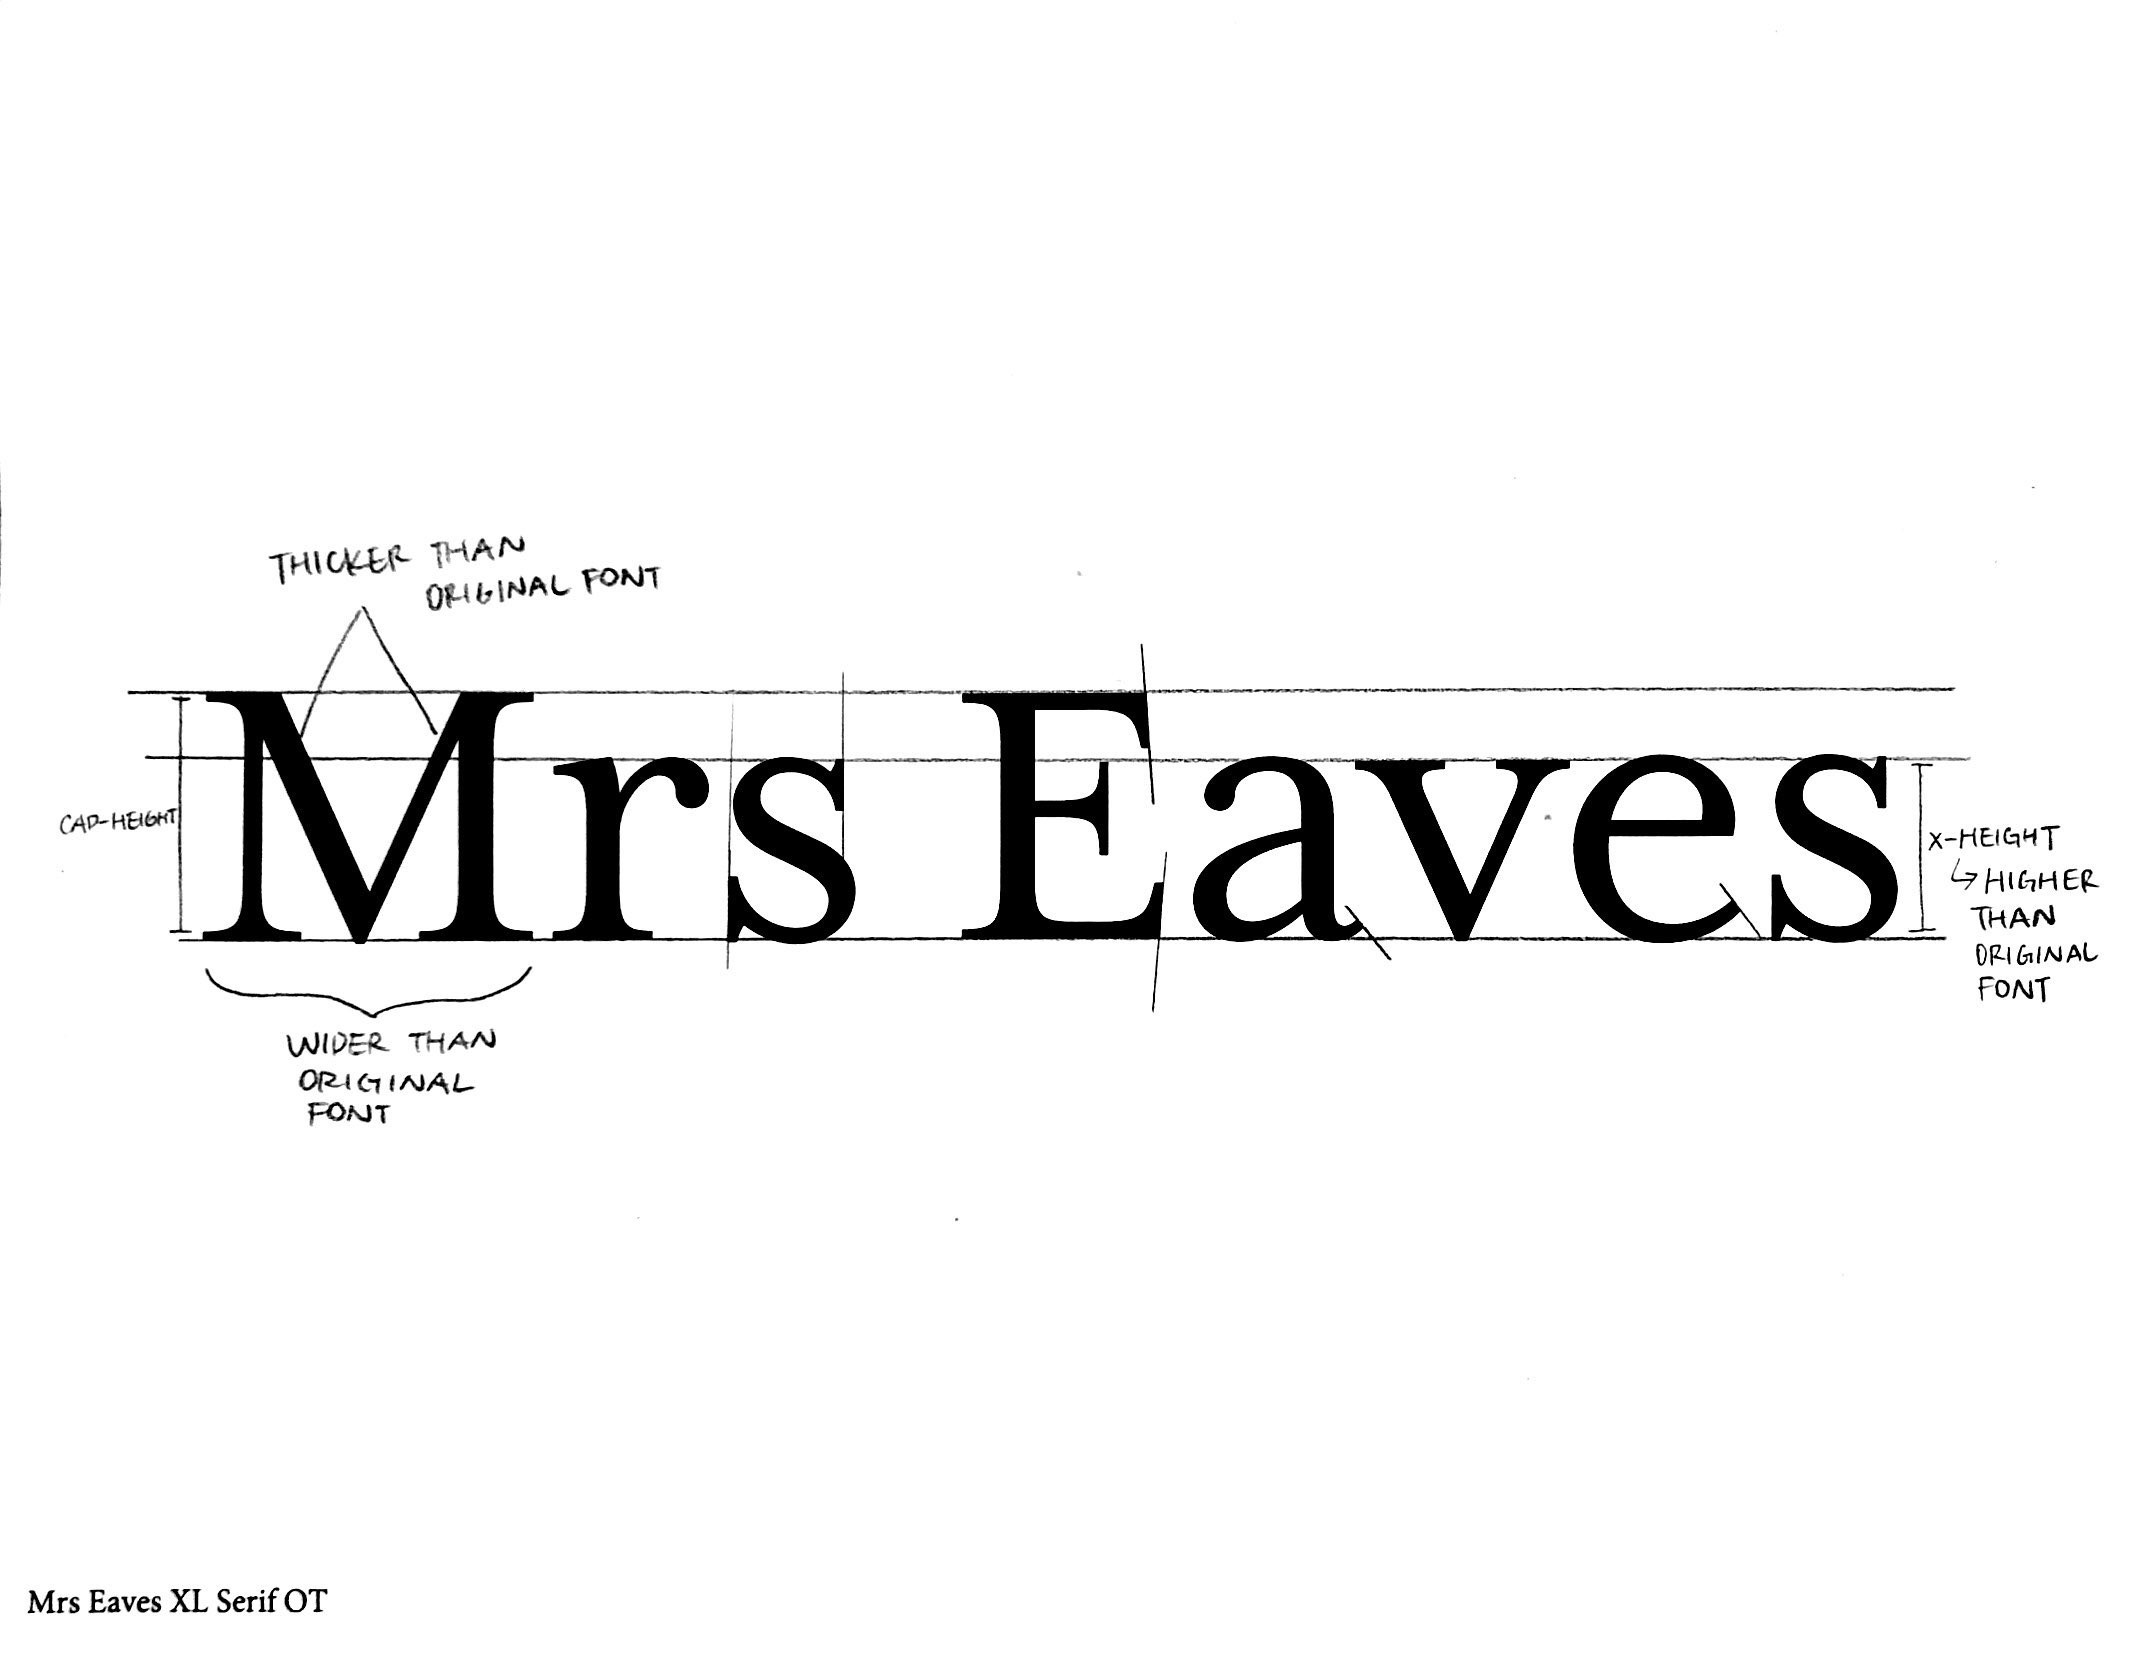 THICKER THAN
ORIGINAL FONT
CAP-HEIGHT
Mrs Eaves
X-HEIGHT
↳ HIGHER
THAN
ORIGINAL
FONT
WIDER THAN
ORIGINAL
FONT
Mrs Eaves XL Serif OT